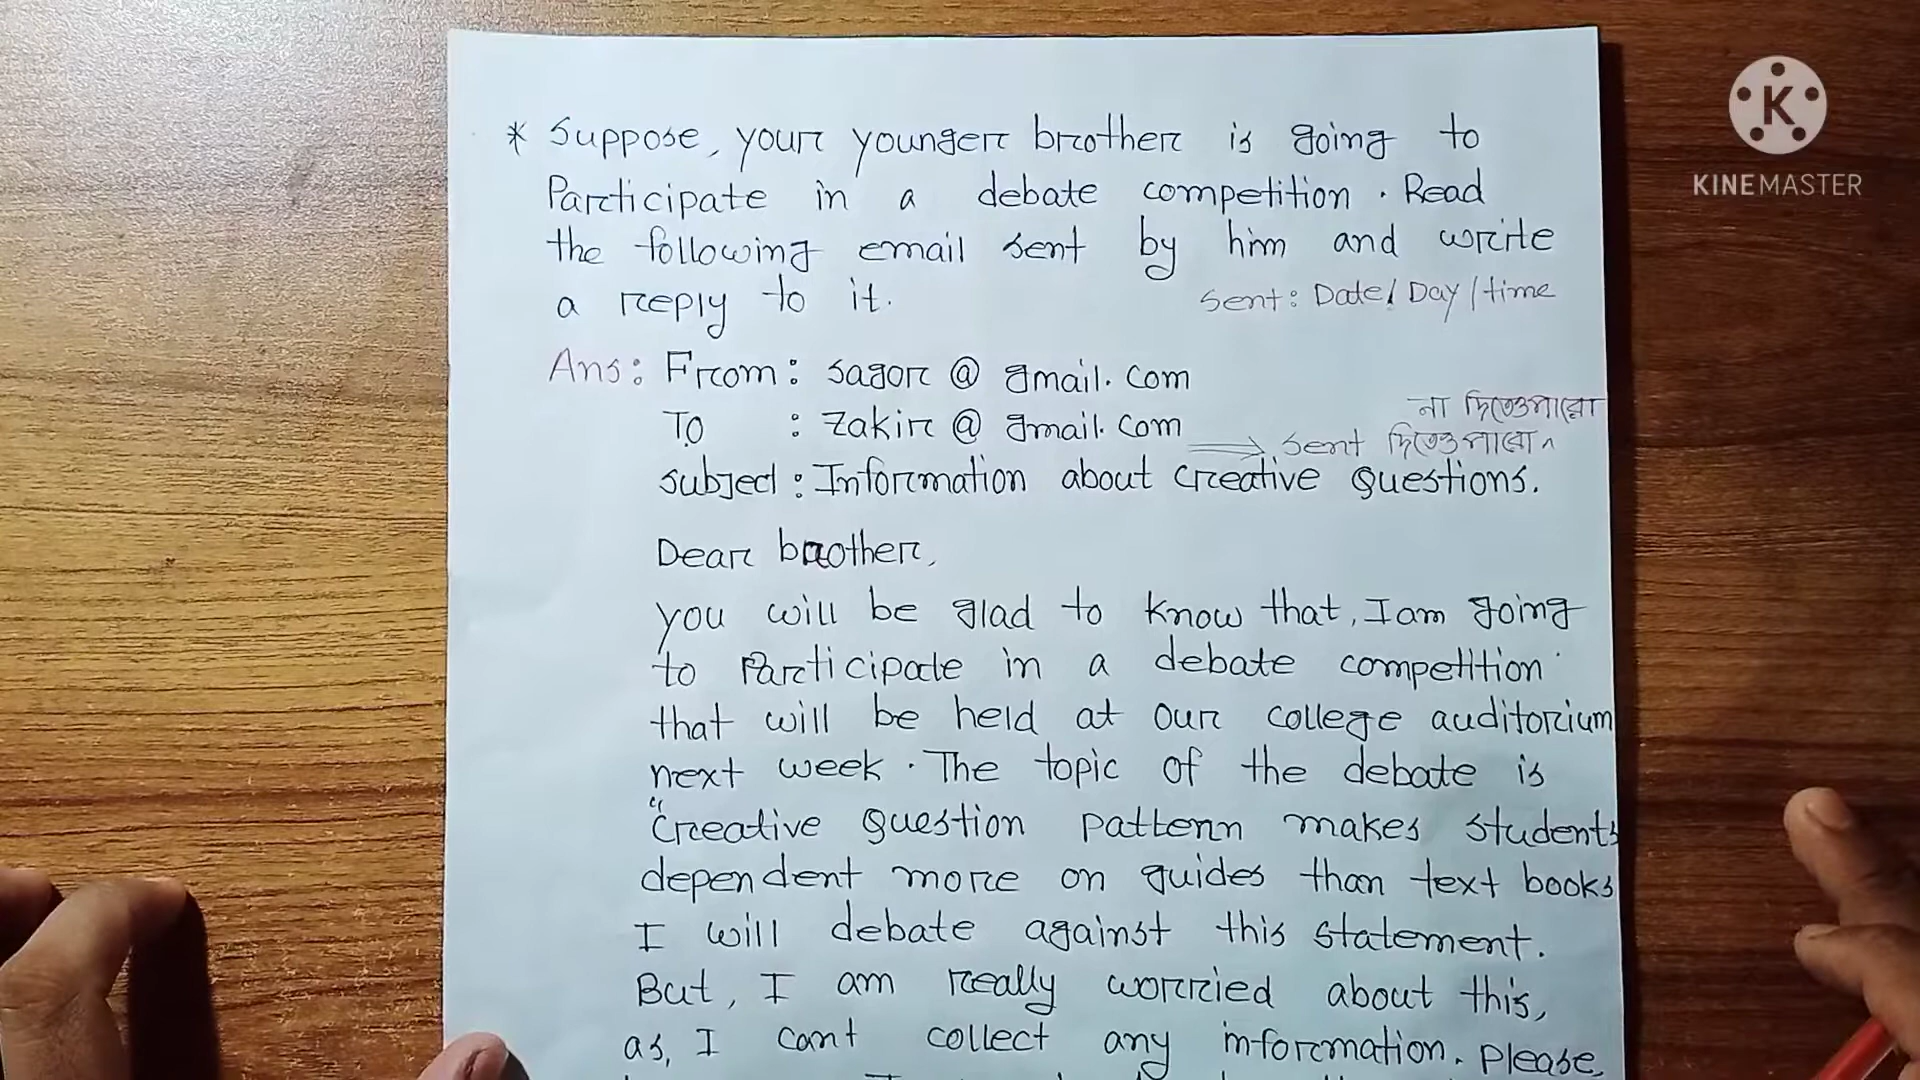 * Suppose, your younger brother is going to
Participate in a debate competition. Read
the following email sent by him and write
a reply to it.
Sent: Date/Day/time
Ans: From: sagor@gmail.com
To : zakir@gmail.com
না দিতেও পারো
→ Sent দিতেও পারো
Subject: Information about Creative Questions.
Dear brother,
you will be glad to know that, I am going
to Participate in a debate competition
that will be held at our college auditorium
next week. The topic of the debate is
"Creative question pattern makes students
dependent more on guides than text books
I will debate against this statement.
But, I am really worried about this,
as, I cant collect any information. Please,
K
KINEMASTER